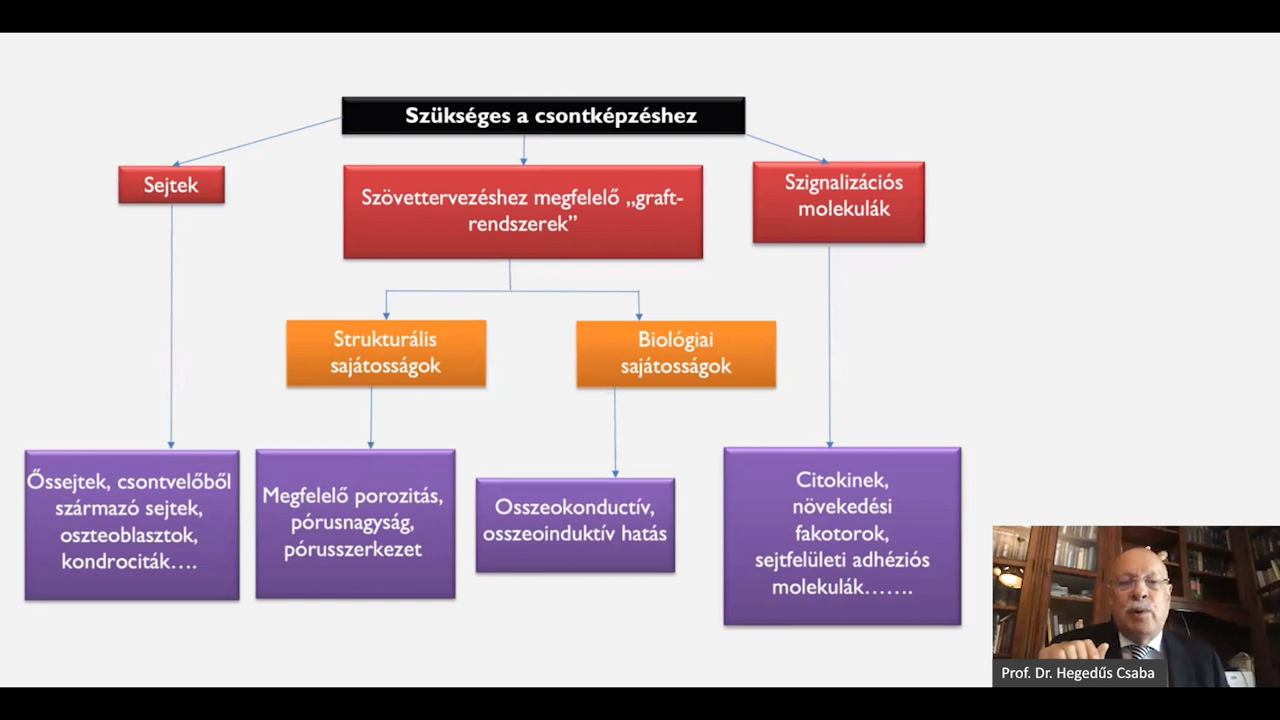 Szükséges a csontképzéshez
Sejtek
Szövettervezéshez megfelelő „graft-
rendszerek”
Szignalizációs
molekulák
Strukturális
sajátosságok
Biológiai
sajátosságok
Őssejtek, csontvelőből
származó sejtek,
oszteoblasztok,
kondrociták….
Megfelelő porozitás,
pórusnagyság,
pórusszerkezet
Osszeokonductív,
osszeoinduktív hatás
Citokinek,
növekedési
fakotorok,
sejtfelületi adhéziós
molekulák…….
Prof. Dr. Hegedűs Csaba